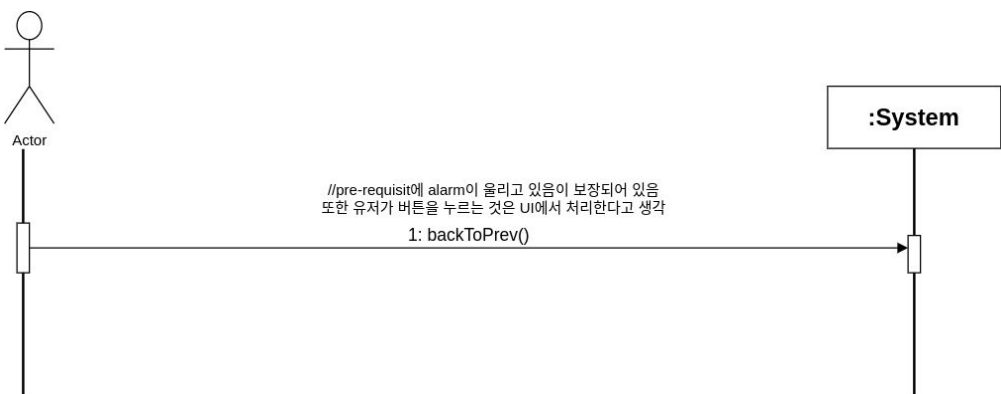 Actor
:System
//pre-requisit에 alarm이 울리고 있음이 보장되어 있음
또한 유저가 버튼을 누르는 것은 UI에서 처리한다고 생각
1: backToPrev()